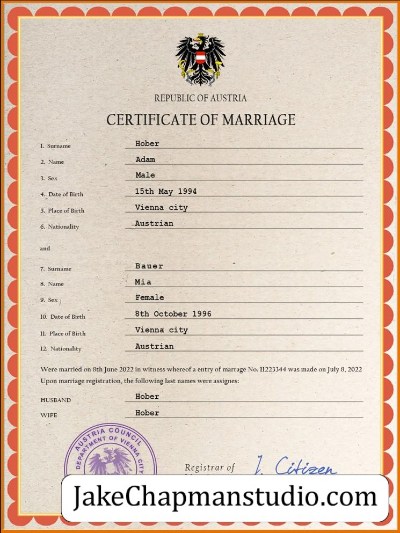 REPUBLIC OF AUSTRIA
CERTIFICATE OF MARRIAGE
1. Surname Hober
2. Name Adam
3. Sex Male
4. Date of Birth 15th May 1994
5. Place of Birth Vienna city
6. Nationality Austrian
and
7. Surname Bauer
8. Name Mia
9. Sex Female
10. Date of Birth 8th October 1996
11. Place of Birth Vienna city
12. Nationality Austrian
Were married on 8th June 2022 in witness whereof a entry of marrage No. 11223344 was made on July 8, 2022
Upon marriage registration, the following last names were assignes:
HUSBAND Hober
WIFE Hober
AUSTRIA COUNCIL
DEPARTMENT OF VIENNA CITY
Registrar of J. Citizen
JakeChapmanstudio.com